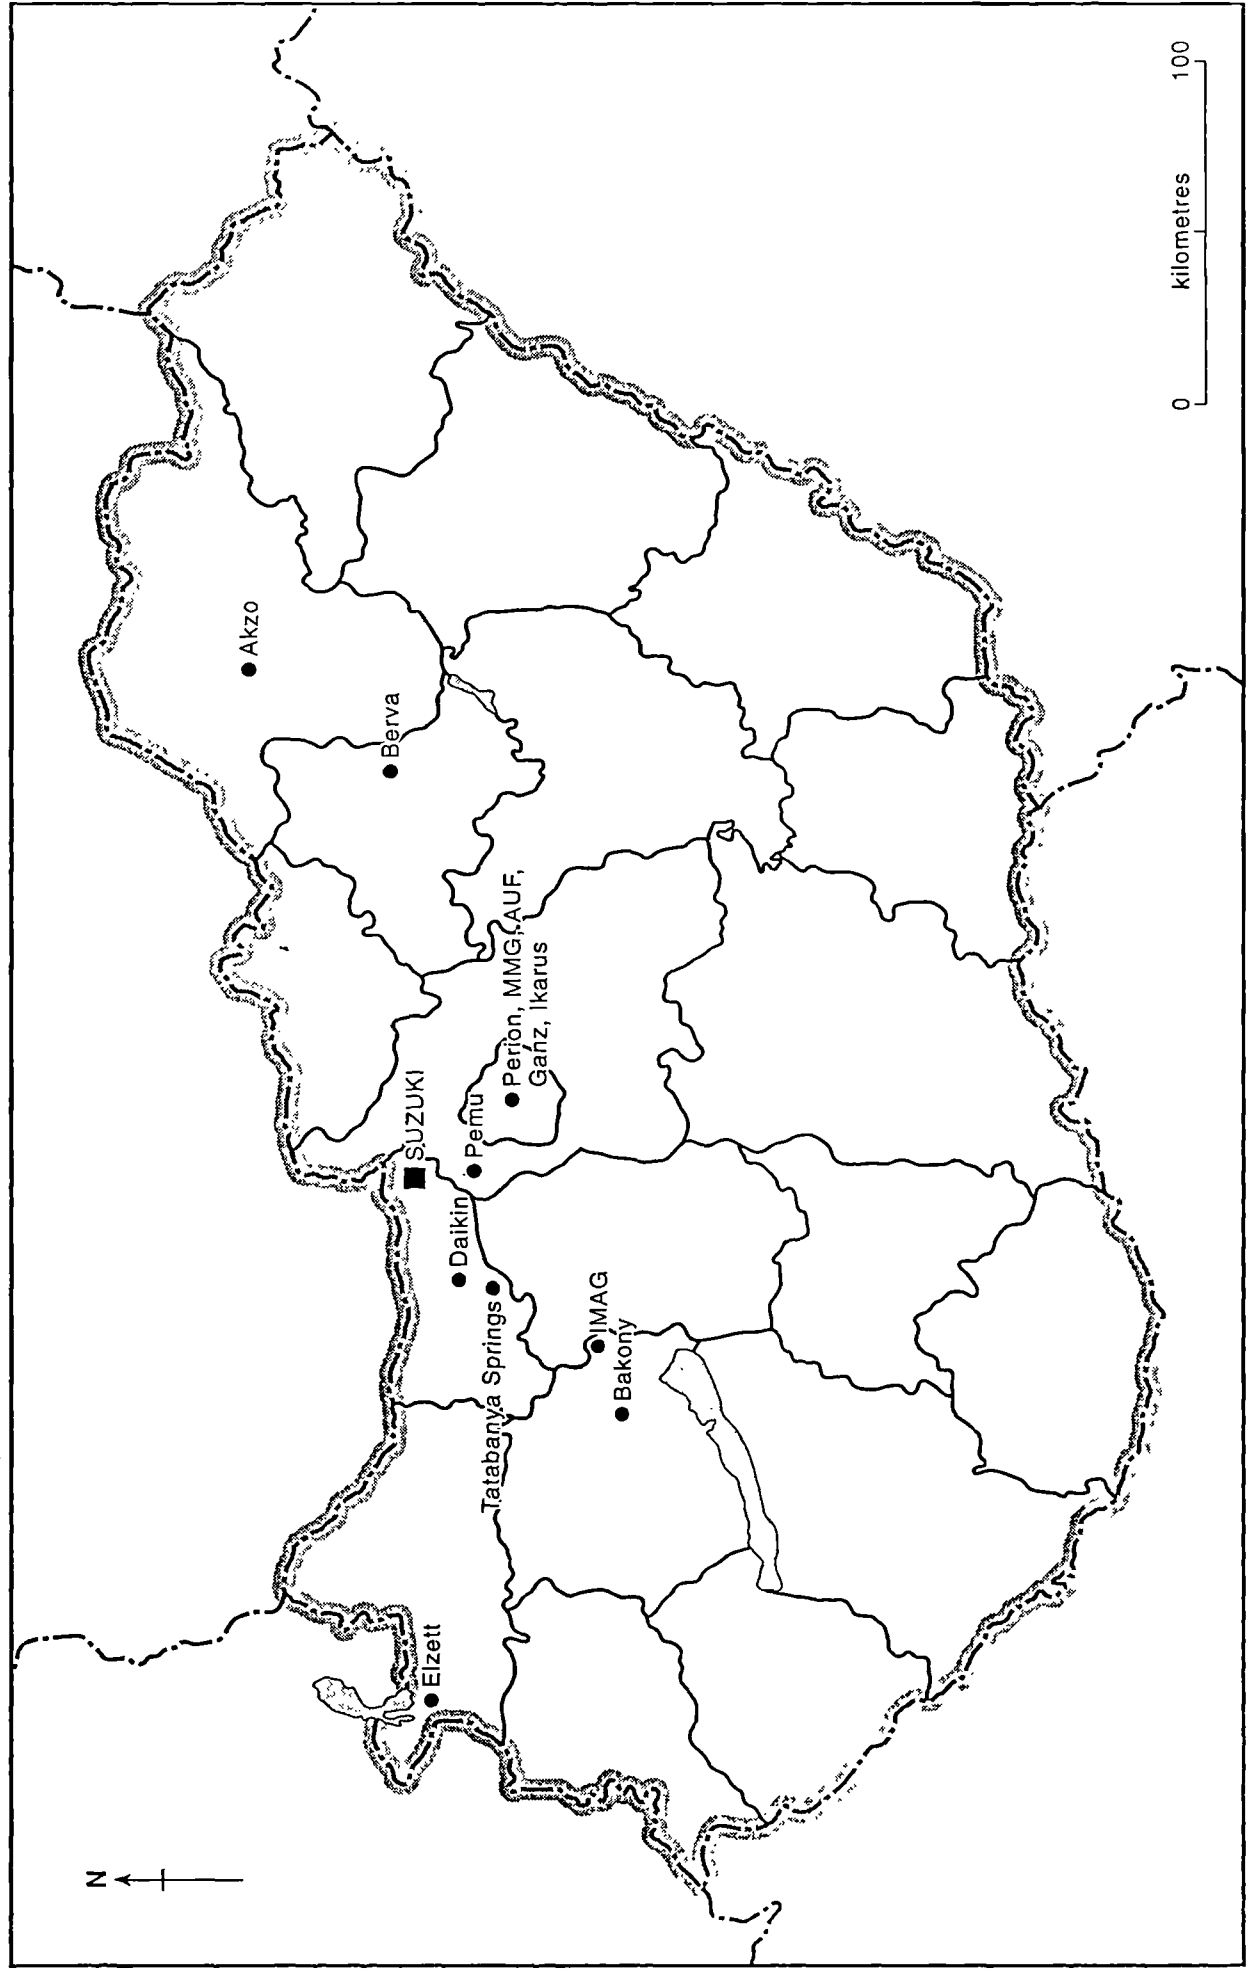 N
Akzo
Berva
SUZUKI
Perion, MMG, AUF,
Ganz, Ikarus
Pemu
Daikin
Tatabanya Springs
IMAG
Bakony
Elzett
0 kilometres 100